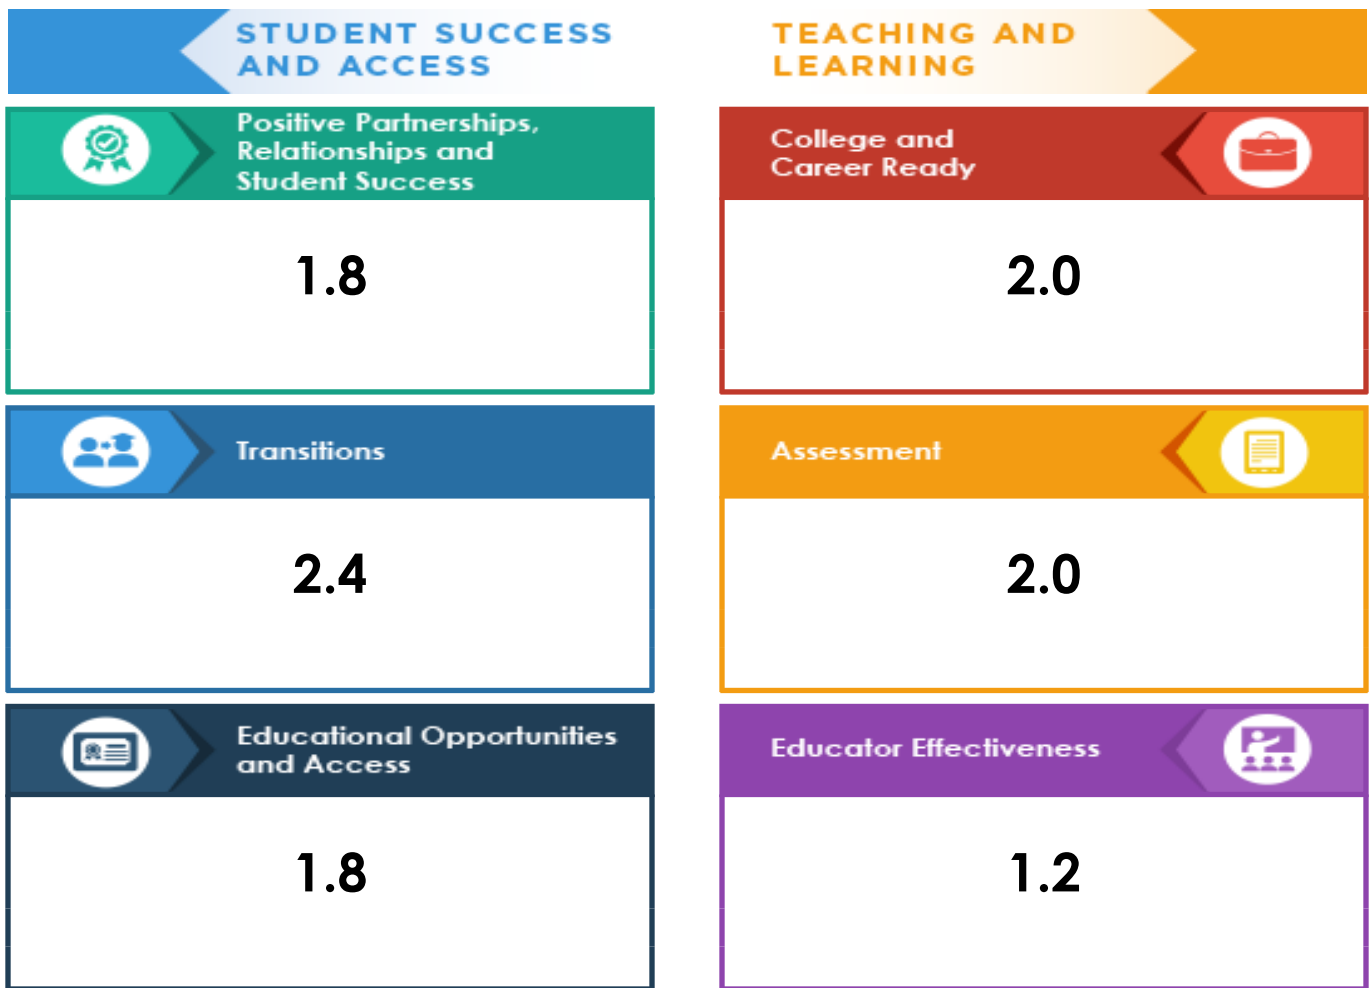 STUDENT SUCCESS
AND ACCESS
TEACHING AND
LEARNING
Positive Partnerships,
Relationships and
Student Success
1.8
College and
Career Ready
2.0
Transitions
2.4
Assessment
2.0
Educational Opportunities
and Access
1.8
Educator Effectiveness
1.2